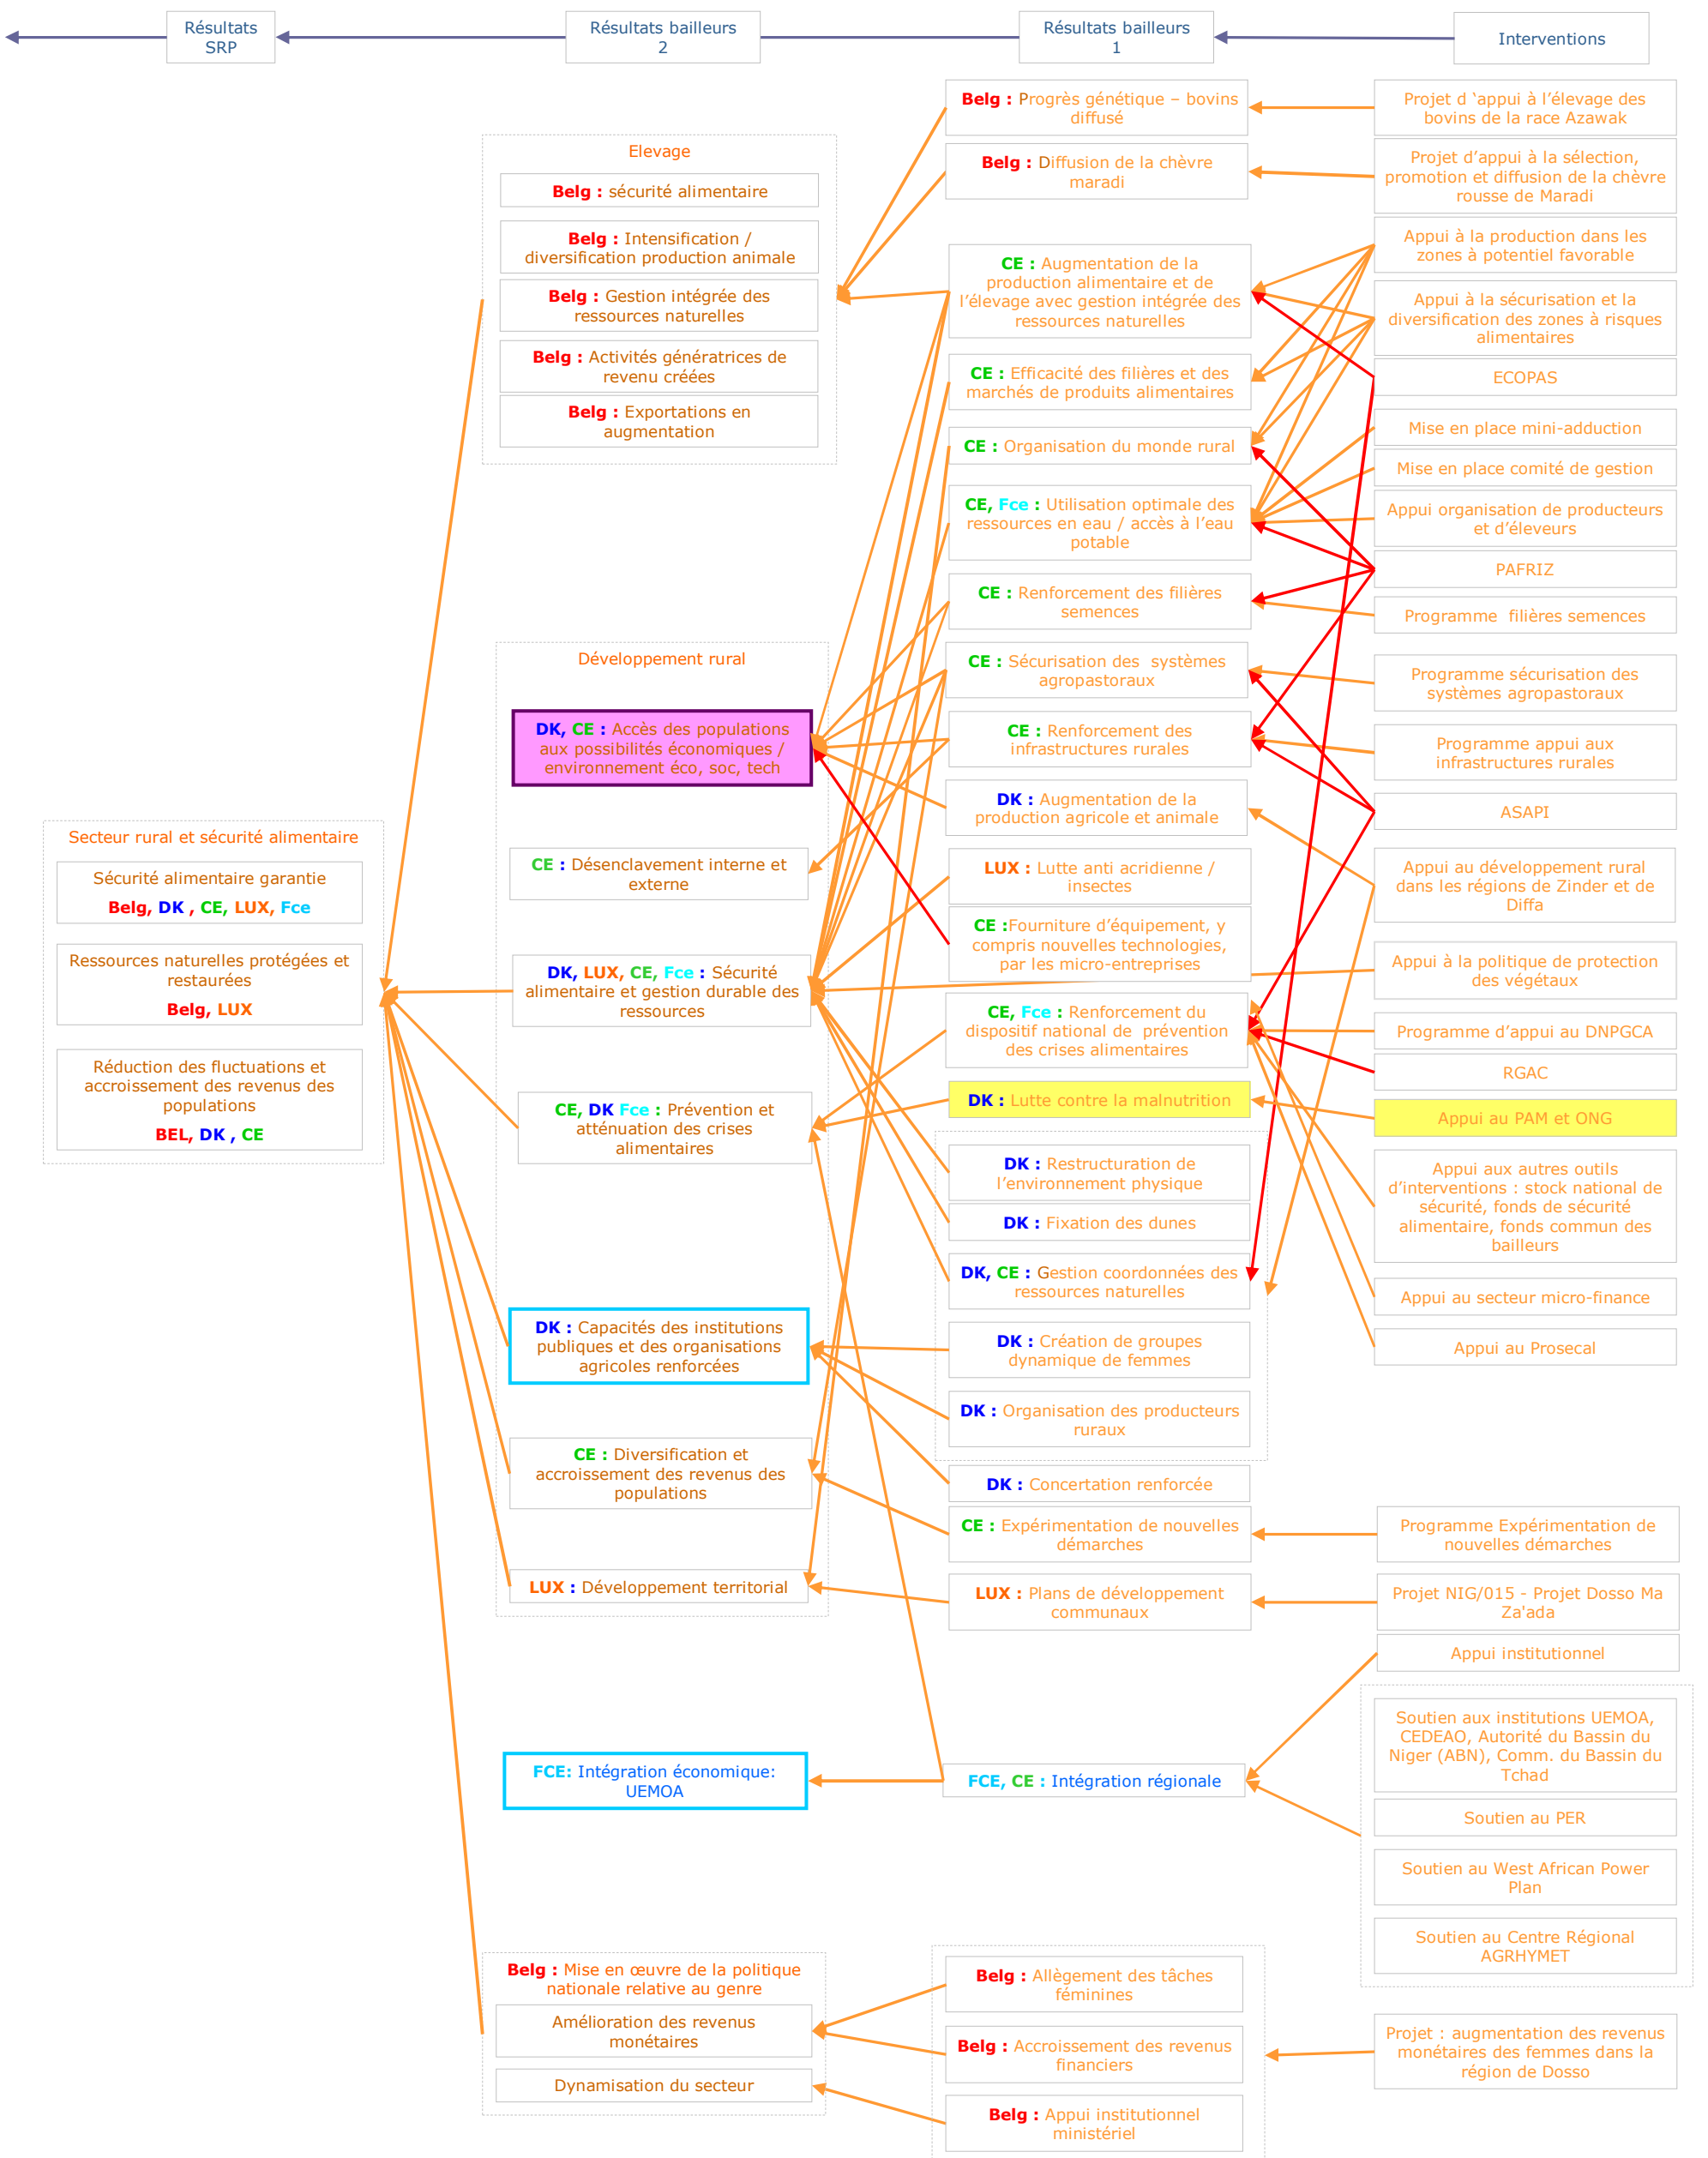 Résultats
SRP
Résultats bailleurs
2
Résultats bailleurs
1
Interventions
Secteur rural et sécurité alimentaire
Sécurité alimentaire garantie
Belg, DK , CE, LUX, Fce
Ressources naturelles protégées et
restaurées
Belg, LUX
Réduction des fluctuations et
accroissement des revenus des
populations
BEL, DK , CE
Elevage
Belg : sécurité alimentaire
Belg : Intensification /
diversification production animale
Belg : Gestion intégrée des
ressources naturelles
Belg : Activités génératrices de
revenu créées
Belg : Exportations en
augmentation
Développement rural
DK, CE : Accès des populations
aux possibilités économiques /
environnement éco, soc, tech
CE : Désenclavement interne et
externe
DK, LUX, CE, Fce : Sécurité
alimentaire et gestion durable des
ressources
CE, DK Fce : Prévention et
atténuation des crises
alimentaires
DK : Capacités des institutions
publiques et des organisations
agricoles renforcées
CE : Diversification et
accroissement des revenus des
populations
LUX : Développement territorial
FCE: Intégration économique:
UEMOA
Belg : Mise en œuvre de la politique
nationale relative au genre
Amélioration des revenus
monétaires
Dynamisation du secteur
Belg : Progrès génétique – bovins
diffusé
Belg : Diffusion de la chèvre
maradi
CE : Augmentation de la
production alimentaire et de
l’élevage avec gestion intégrée des
ressources naturelles
CE : Efficacité des filières et des
marchés de produits alimentaires
CE : Organisation du monde rural
CE, Fce : Utilisation optimale des
ressources en eau / accès à l’eau
potable
CE : Renforcement des filières
semences
CE : Sécurisation des systèmes
agropastoraux
CE : Renforcement des
infrastructures rurales
DK : Augmentation de la
production agricole et animale
LUX : Lutte anti acridienne /
insectes
CE :Fourniture d’équipement, y
compris nouvelles technologies,
par les micro-entreprises
CE, Fce : Renforcement du
dispositif national de prévention
des crises alimentaires
DK : Lutte contre la malnutrition
DK : Restructuration de
l’environnement physique
DK : Fixation des dunes
DK, CE : Gestion coordonnées des
ressources naturelles
DK : Création de groupes
dynamique de femmes
DK : Organisation des producteurs
ruraux
DK : Concertation renforcée
CE : Expérimentation de nouvelles
démarches
LUX : Plans de développement
communaux
FCE, CE : Intégration régionale
Belg : Allègement des tâches
féminines
Belg : Accroissement des revenus
financiers
Belg : Appui institutionnel
ministériel
Projet d ‘appui à l’élevage des
bovins de la race Azawak
Projet d’appui à la sélection,
promotion et diffusion de la chèvre
rousse de Maradi
Appui à la production dans les
zones à potentiel favorable
Appui à la sécurisation et la
diversification des zones à risques
alimentaires
ECOPAS
Mise en place mini-adduction
Mise en place comité de gestion
Appui organisation de producteurs
et d’éleveurs
PAFRIZ
Programme filières semences
Programme sécurisation des
systèmes agropastoraux
Programme appui aux
infrastructures rurales
ASAPI
Appui au développement rural
dans les régions de Zinder et de
Diffa
Appui à la politique de protection
des végétaux
Programme d’appui au DNPGCA
RGAC
Appui au PAM et ONG
Appui aux autres outils
d’interventions : stock national de
sécurité, fonds de sécurité
alimentaire, fonds commun des
bailleurs
Appui au secteur micro-finance
Appui au Prosecal
Programme Expérimentation de
nouvelles démarches
Projet NIG/015 - Projet Dosso Ma
Za'ada
Appui institutionnel
Soutien aux institutions UEMOA,
CEDEAO, Autorité du Bassin du
Niger (ABN), Comm. du Bassin du
Tchad
Soutien au PER
Soutien au West African Power
Plan
Soutien au Centre Régional
AGRHYMET
Projet : augmentation des revenus
monétaires des femmes dans la
région de Dosso